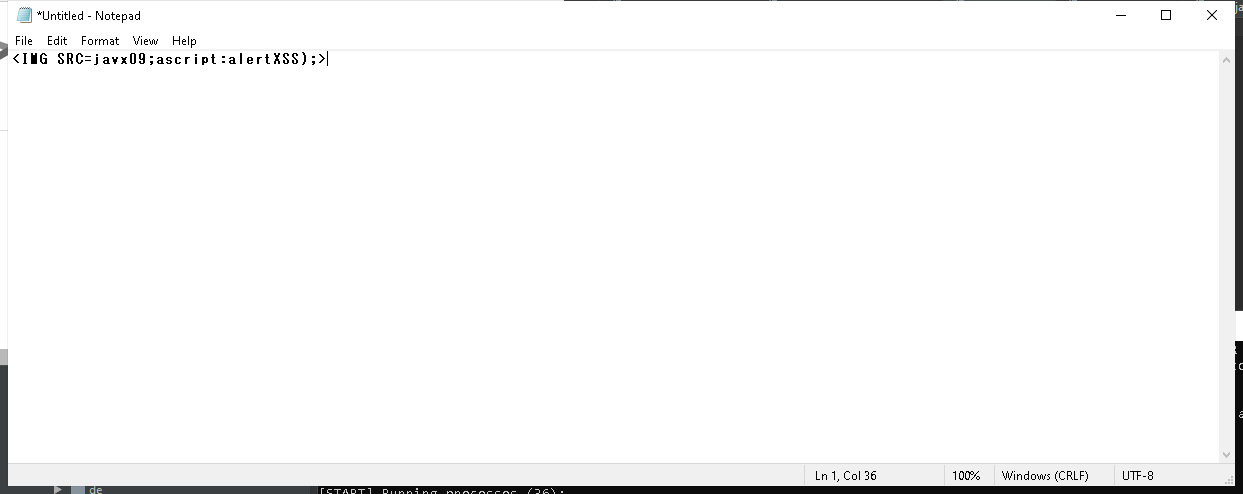 *Untitled - Notepad
File Edit Format View Help
<IMG SRC=javx09;ascript:alertXSS);>
Ln 1, Col 36 100% Windows (CRLF) UTF-8
de [START] Running processes (36):